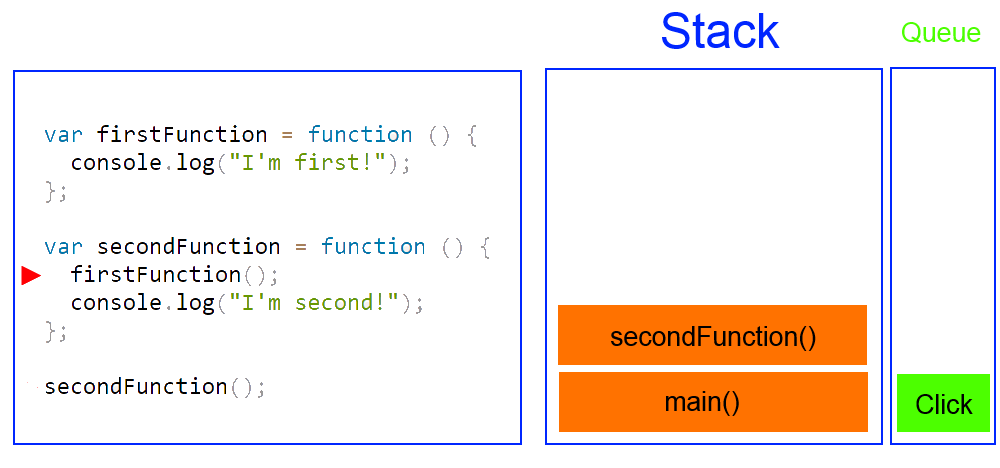 Stack
Queue
var firstFunction = function () {
  console.log("I'm first!");
};
var secondFunction = function () {
  firstFunction();
  console.log("I'm second!");
};
secondFunction();
secondFunction()
main()
Click